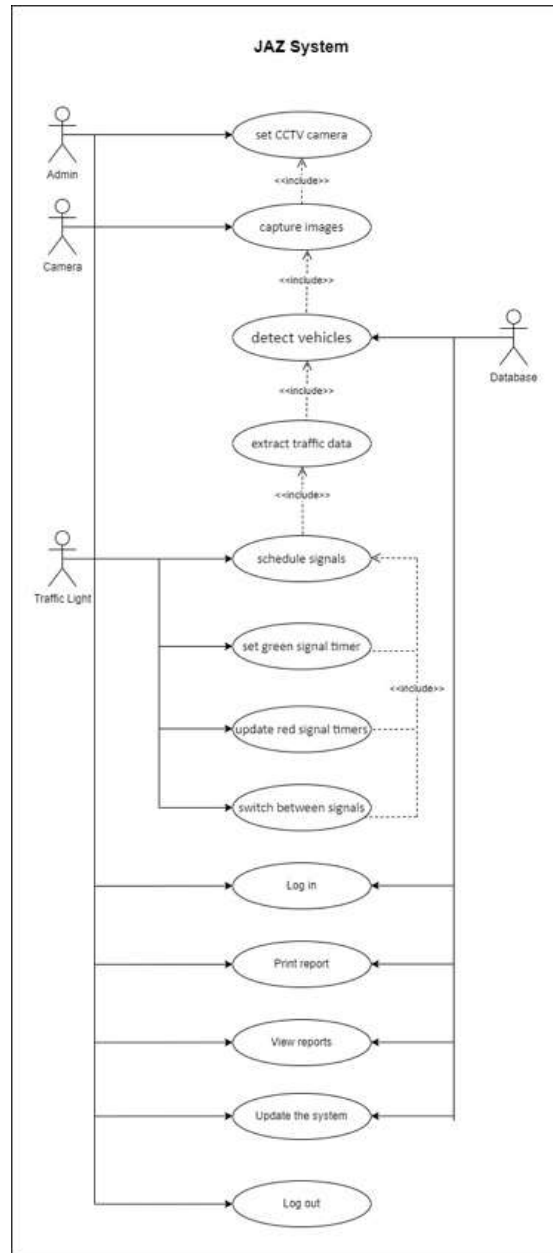 JAZ System
set CCTV camera
Admin
<<include>>
capture images
Camera
<<include>>
detect vehicles
Database
<<include>>
extract traffic data
<<include>>
schedule signals
Traffic Light
set green signal timer
<<include>>
update red signal timers
switch between signals
Log in
Print report
View reports
Update the system
Log out